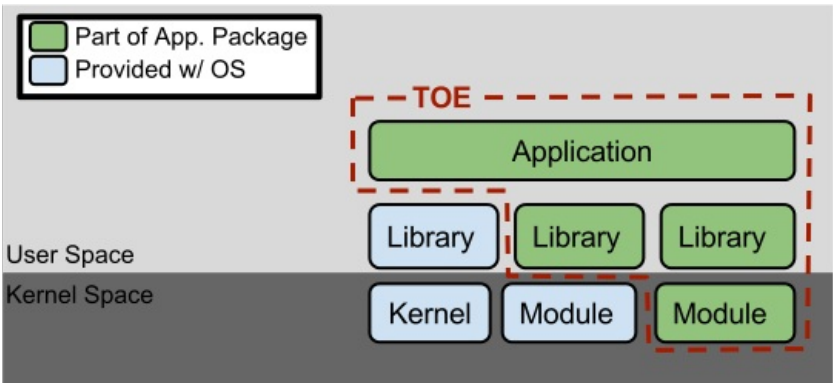 Part of App. Package
Provided w/ OS
TOE
Application
Library Library Library
User Space
Kernel Space
Kernel Module Module